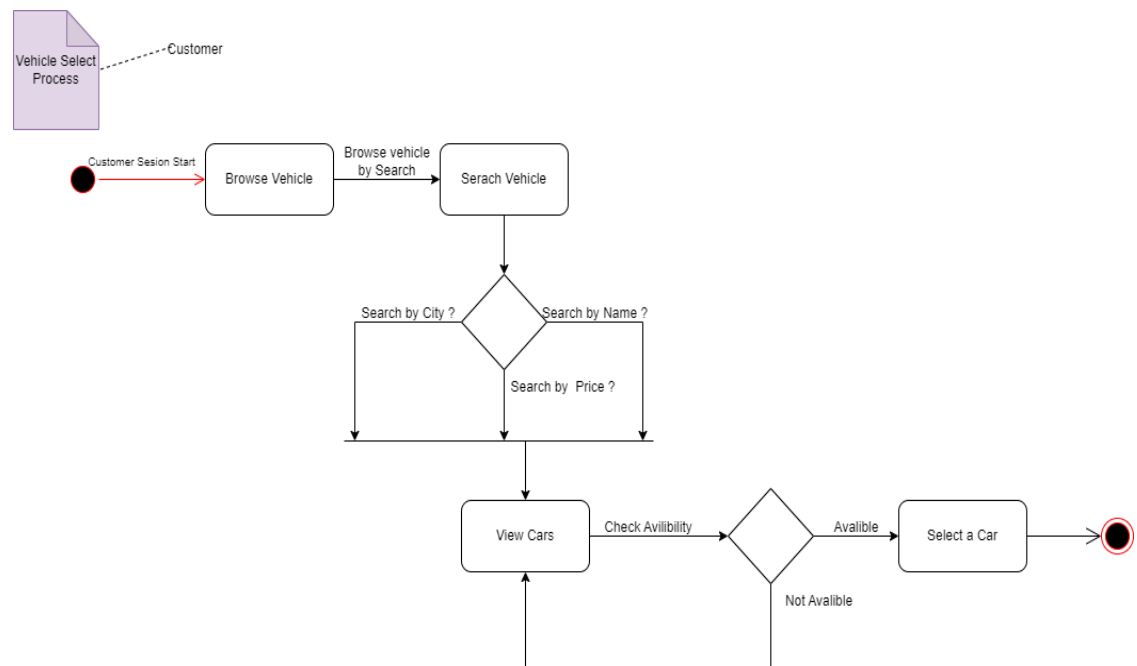 Vehicle Select
Process
Customer
Customer Sesion Start
Browse Vehicle
Browse vehicle
by Search
Serach Vehicle
Search by City ?
Search by Name ?
Search by Price ?
View Cars
Check Avilibility
Avalible
Select a Car
Not Avalible